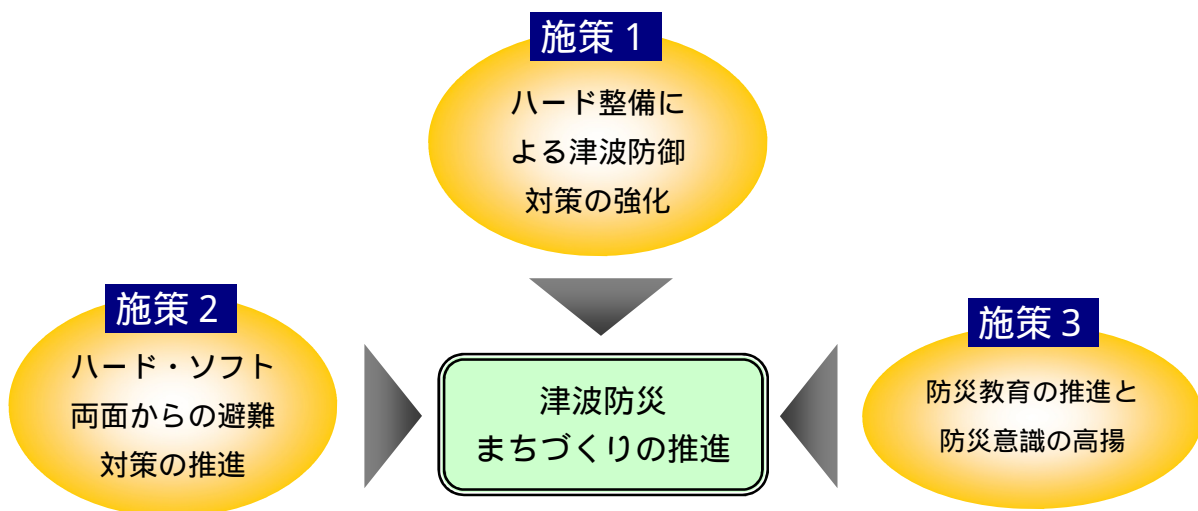 施策 1
ハード整備に
よる津波防御
対策の強化
施策 2
ハード・ソフト
両面からの避難
対策の推進
津波防災
まちづくりの推進
施策 3
防災教育の推進と
防災意識の高揚